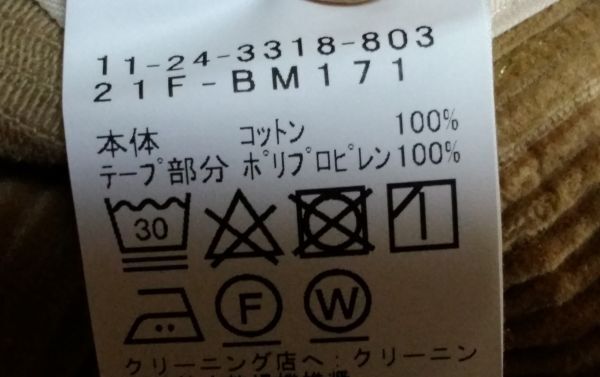 11-24-3318-803
21F-BM171
本体 コットン 100%
テープ部分 ポリプロピレン100%
30
F W
クリーニング店へ:クリーニン